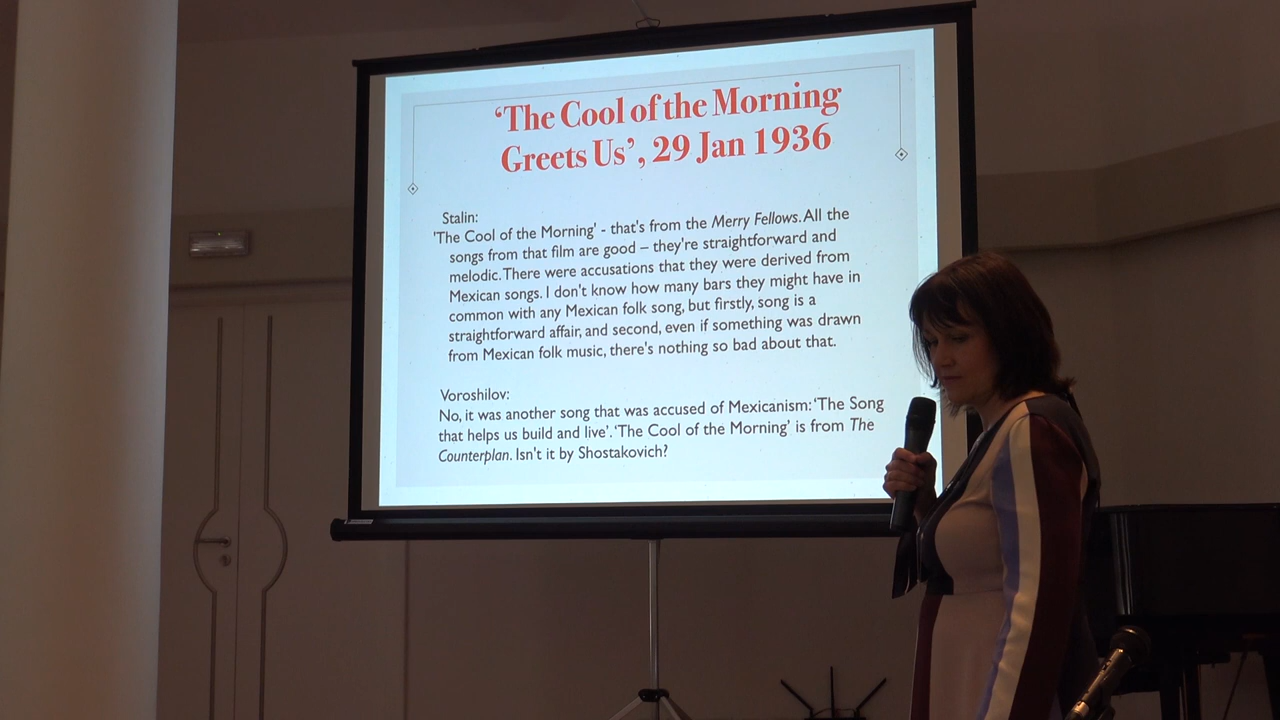 ‘The Cool of the Morning
Greets Us’, 29 Jan 1936
Stalin:
'The Cool of the Morning' - that's from the Merry Fellows. All the
songs from that film are good – they're straightforward and
melodic. There were accusations that they were derived from
Mexican songs. I don't know how many bars they might have in
common with any Mexican folk song, but firstly, song is a
straightforward affair, and second, even if something was drawn
from Mexican folk music, there's nothing so bad about that.
Voroshilov:
No, it was another song that was accused of Mexicanism: ‘The Song
that helps us build and live’. ‘The Cool of the Morning’ is from The
Counterplan. Isn't it by Shostakovich?